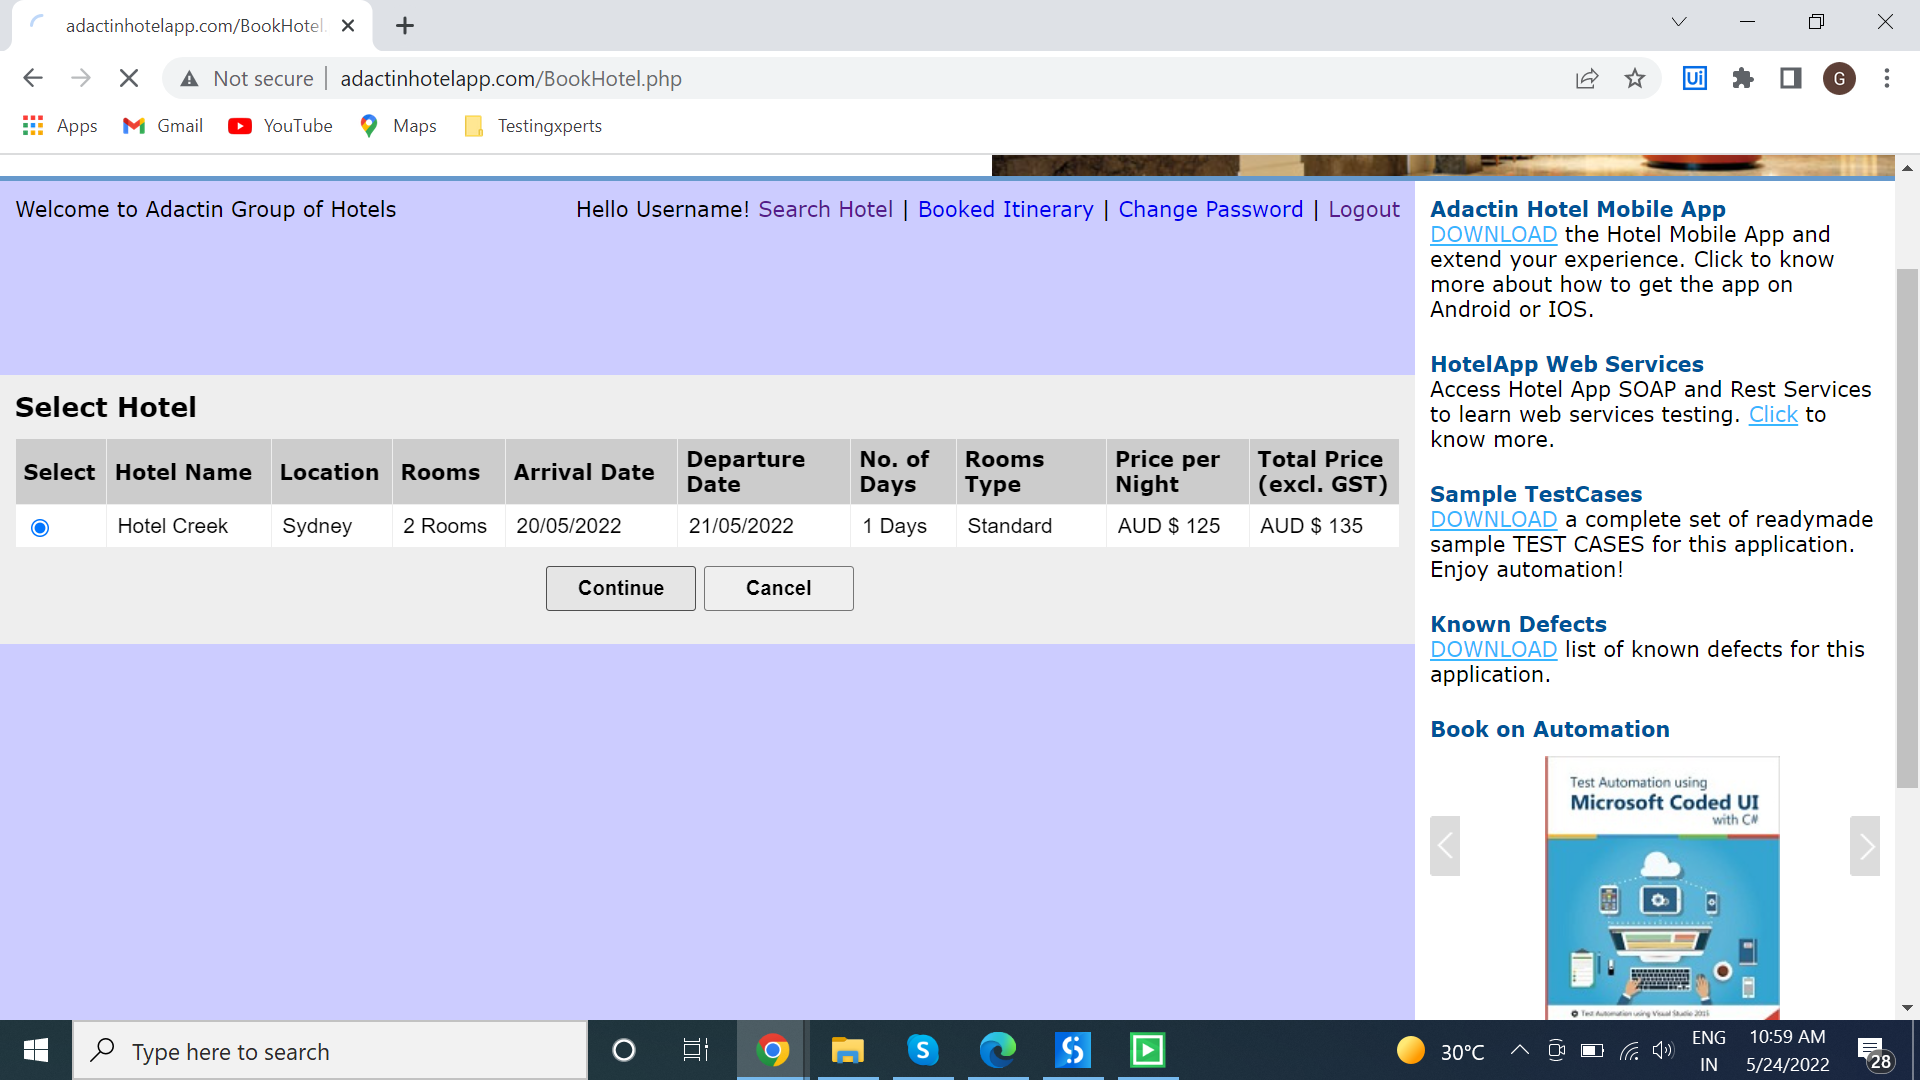 adactinhotelapp.com/BookHotel.
Not secure adactinhotelapp.com/BookHotel.php
Ui
G
Apps Gmail YouTube Maps Testingxperts
Welcome to Adactin Group of Hotels
Hello Username! Search Hotel | Booked Itinerary | Change Password | Logout
Select Hotel
Select Hotel Name Location Rooms Arrival Date Departure Date No. of Days Rooms Type Price per Night Total Price (excl. GST)
Hotel Creek Sydney 2 Rooms 20/05/2022 21/05/2022 1 Days Standard AUD $ 125 AUD $ 135
Continue Cancel
Adactin Hotel Mobile App
DOWNLOAD the Hotel Mobile App and
extend your experience. Click to know
more about how to get the app on
Android or IOS.
HotelApp Web Services
Access Hotel App SOAP and Rest Services
to learn web services testing. Click to
know more.
Sample TestCases
DOWNLOAD a complete set of readymade
sample TEST CASES for this application.
Enjoy automation!
Known Defects
DOWNLOAD list of known defects for this
application.
Book on Automation
Test Automation using
Microsoft Coded UI
with C#
Test Automation using Visual Studio 2015
Type here to search
S
30°C
ENG
IN
10:59 AM
5/24/2022
28